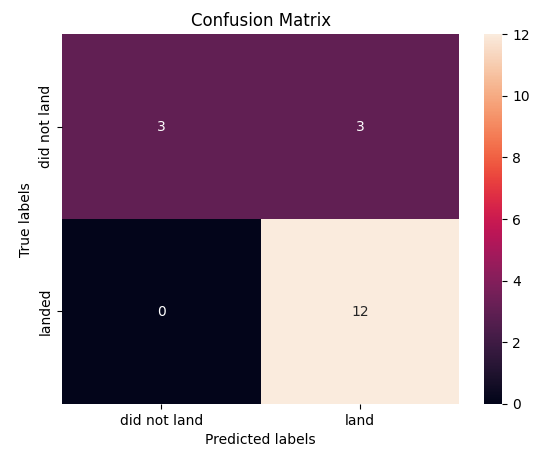 Confusion Matrix
True labels
did not land
landed
3
3
0
12
did not land
land
Predicted labels
12
10
8
6
4
2
0